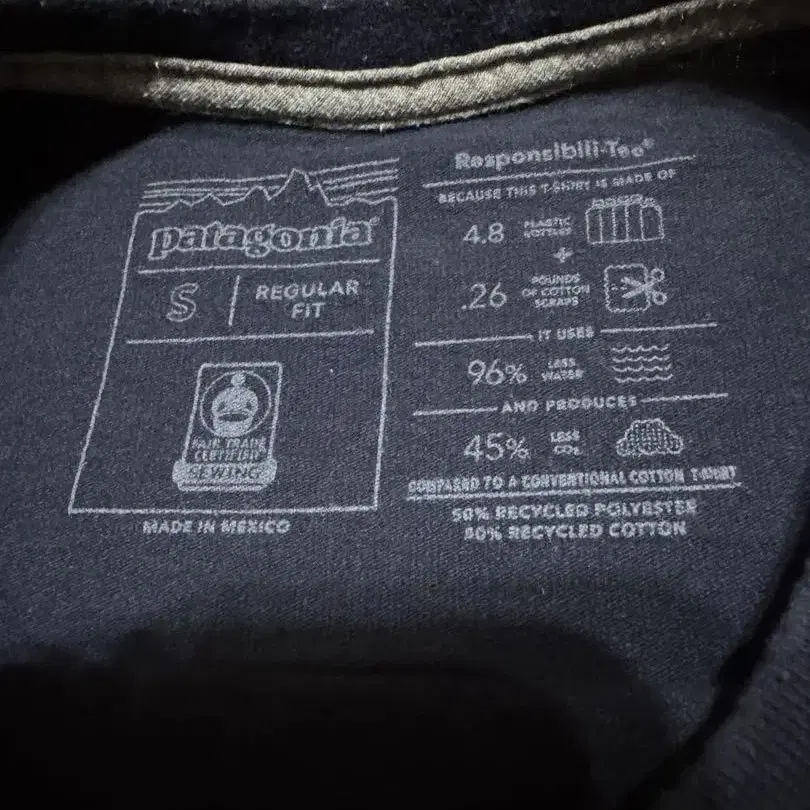 patagonia®
S | REGULAR
FiT
FAIR TRADE
CERTIFIED
SEWING
MADE IN MEXICO
Responsibili-Tee®
BECAUSE THIS T-SHIRT IS MADE OF
4.8 PLASTIC
BOTTLES
+
.26 POUNDS
OF COTTON
SCRAPS
IT USES
96% LESS
WATER
AND PRODUCES
45% LESS
CO₂
COMPARED TO A CONVENTIONAL COTTON T-SHIRT
50% RECYCLED POLYESTER
50% RECYCLED COTTON